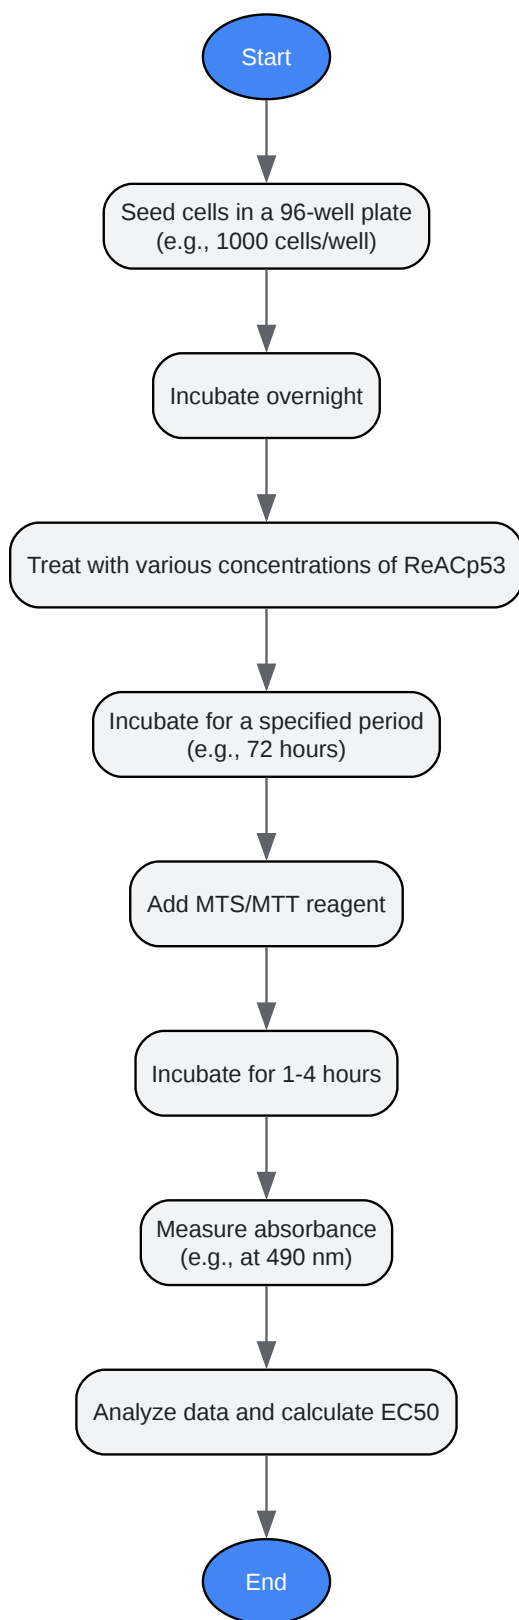 Start
Seed cells in a 96-well plate
(e.g., 1000 cells/well)
Incubate overnight
Treat with various concentrations of ReACp53
Incubate for a specified period
(e.g., 72 hours)
Add MTS/MTT reagent
Incubate for 1-4 hours
Measure absorbance
(e.g., at 490 nm)
Analyze data and calculate EC50
End